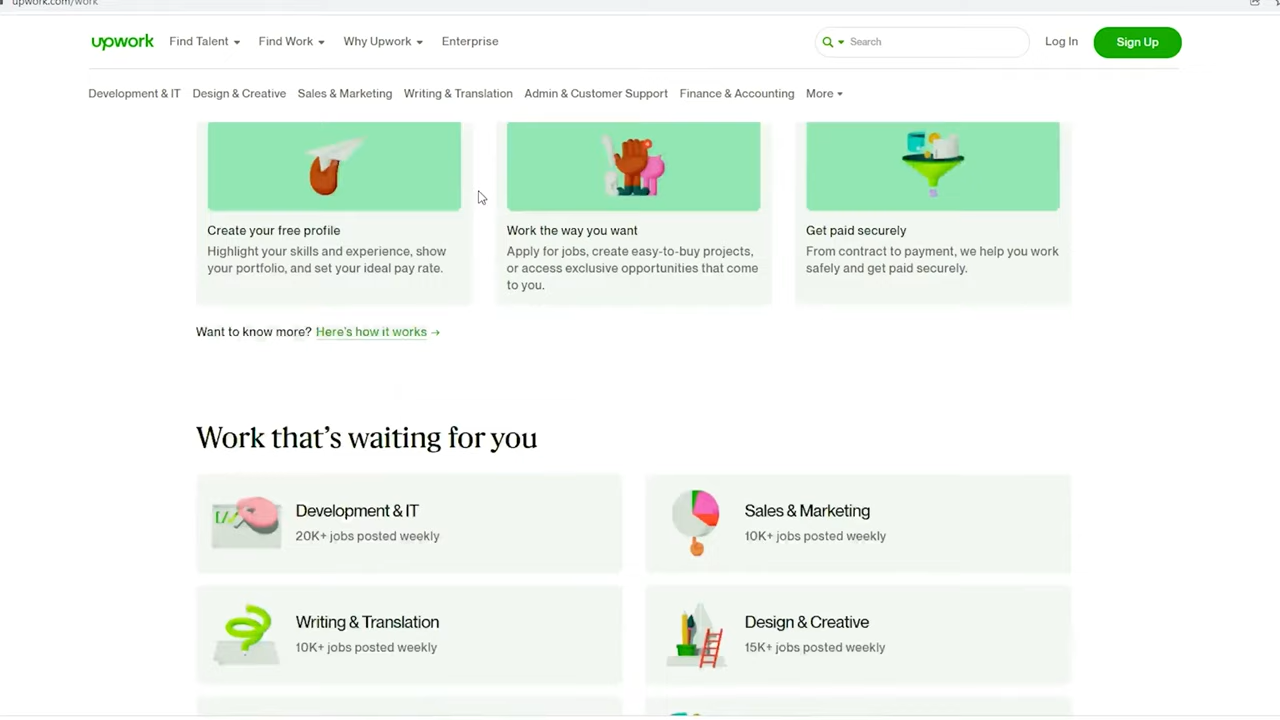 upwork.com/work
upwork Find Talent Find Work Why Upwork Enterprise Search Log In Sign Up
Development & IT Design & Creative Sales & Marketing Writing & Translation Admin & Customer Support Finance & Accounting More
Create your free profile
Highlight your skills and experience, show
your portfolio, and set your ideal pay rate.
Work the way you want
Apply for jobs, create easy-to-buy projects,
or access exclusive opportunities that come
to you.
Get paid securely
From contract to payment, we help you work
safely and get paid securely.
Want to know more? Here's how it works →
Work that's waiting for you
Development & IT
20K+ jobs posted weekly
Sales & Marketing
10K+ jobs posted weekly
Writing & Translation
10K+ jobs posted weekly
Design & Creative
15K+ jobs posted weekly